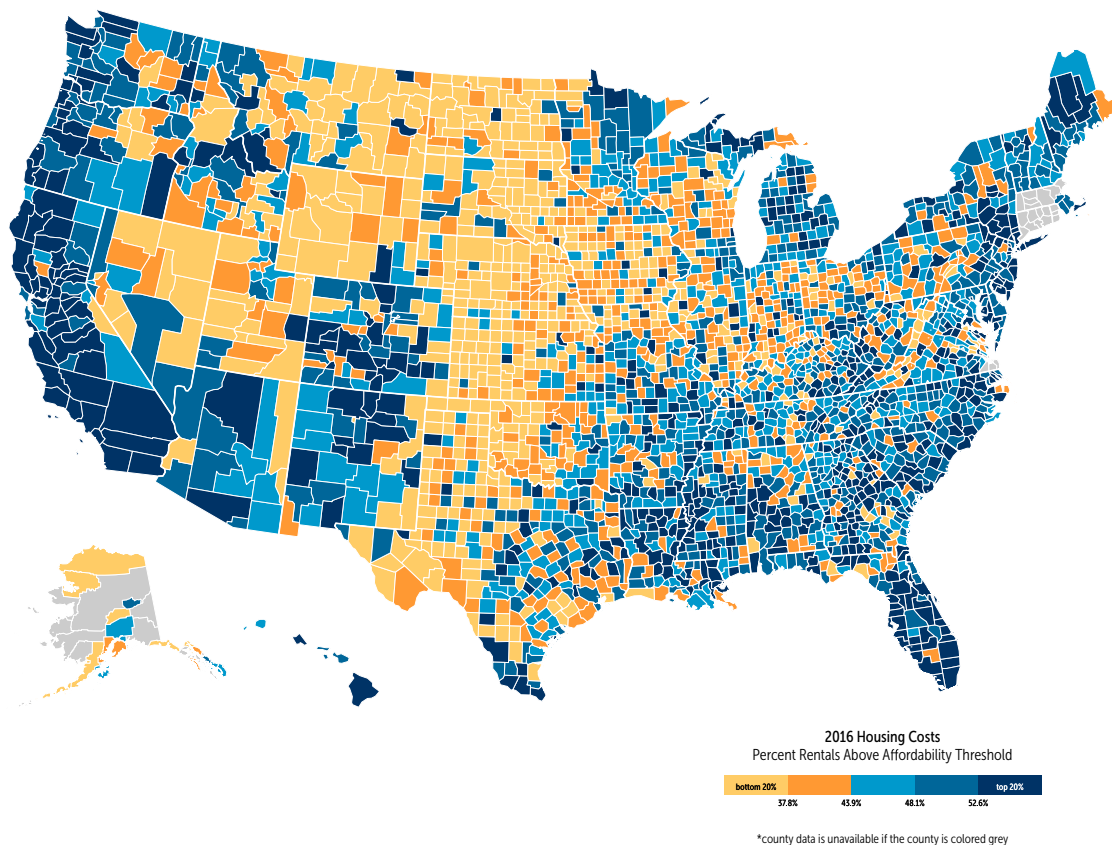 2016 Housing Costs
Percent Rentals Above Affordability Threshold
bottom 20% top 20%
37.8% 43.9% 48.1% 52.6%
*county data is unavailable if the county is colored grey